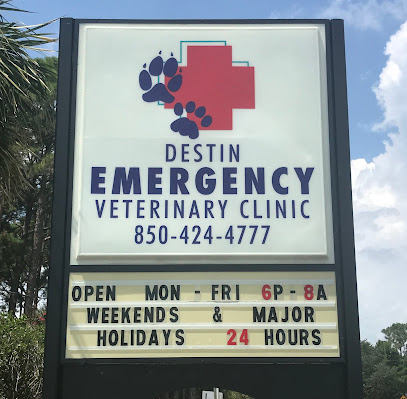 DESTIN
EMERGENCY
VETERINARY CLINIC
850-424-4777
OPEN MON - FRI 6P - 8A
WEEKENDS & MAJOR
HOLIDAYS 24 HOURS